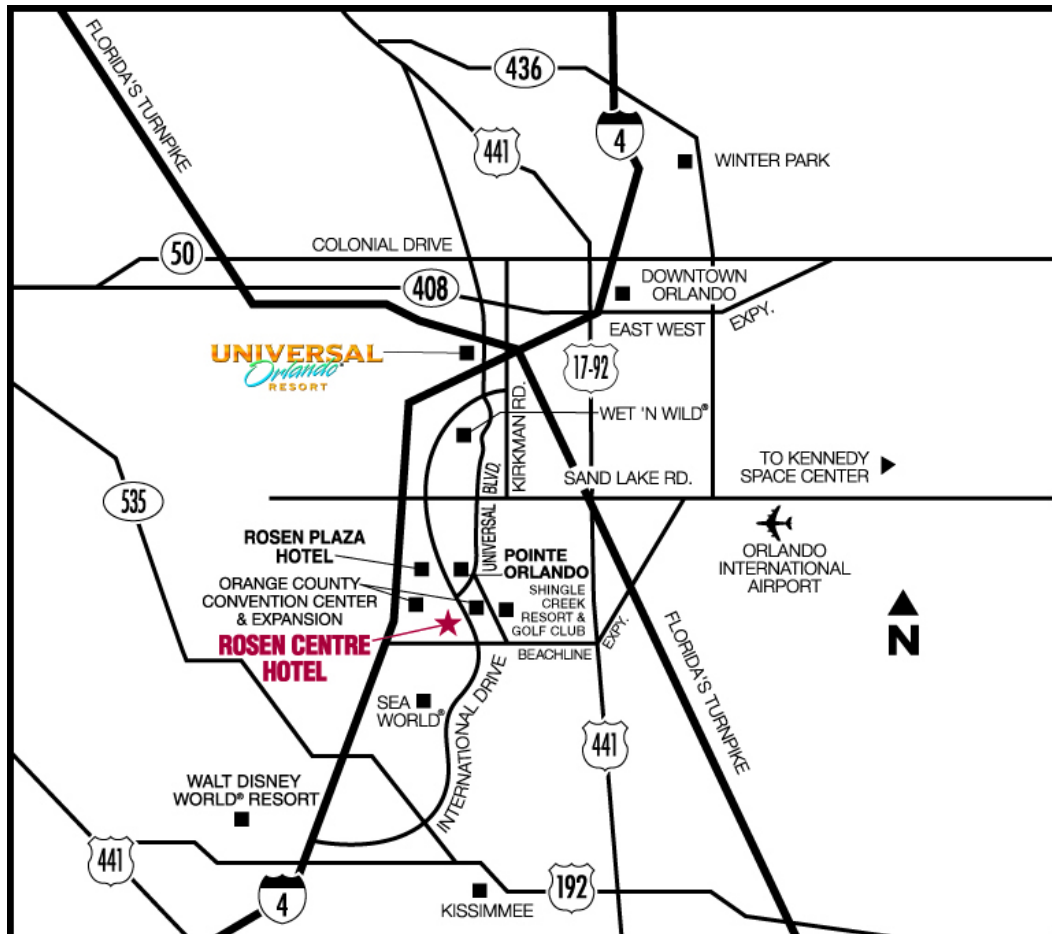 FLORIDA'S TURNPIKE
436
441
4
WINTER PARK
COLONIAL DRIVE
50
408
DOWNTOWN
ORLANDO
EAST WEST
EXPY.
UNIVERSAL
Orlando
RESORT
17-92
KIRKMAN RD.
WET 'N WILD®
UNIVERSAL BLVD.
SAND LAKE RD.
TO KENNEDY
SPACE CENTER
535
ORLANDO
INTERNATIONAL
AIRPORT
ROSEN PLAZA
HOTEL
POINTE
ORLANDO
ORANGE COUNTY
CONVENTION CENTER
& EXPANSION
SHINGLE
CREEK
RESORT &
GOLF CLUB
ROSEN CENTRE
HOTEL
BEACHLINE
EXPY.
N
SEA
WORLD®
INTERNATIONAL DRIVE
441
FLORIDA'S TURNPIKE
WALT DISNEY
WORLD® RESORT
441
4
192
KISSIMMEE